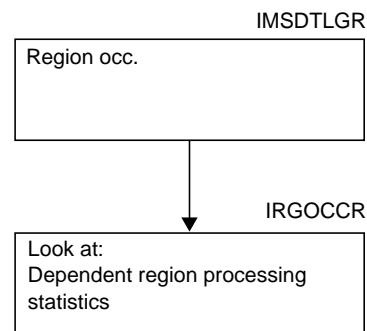 IMSDTLGR
Region occ.
IRGOCCR
Look at:
Dependent region processing
statistics